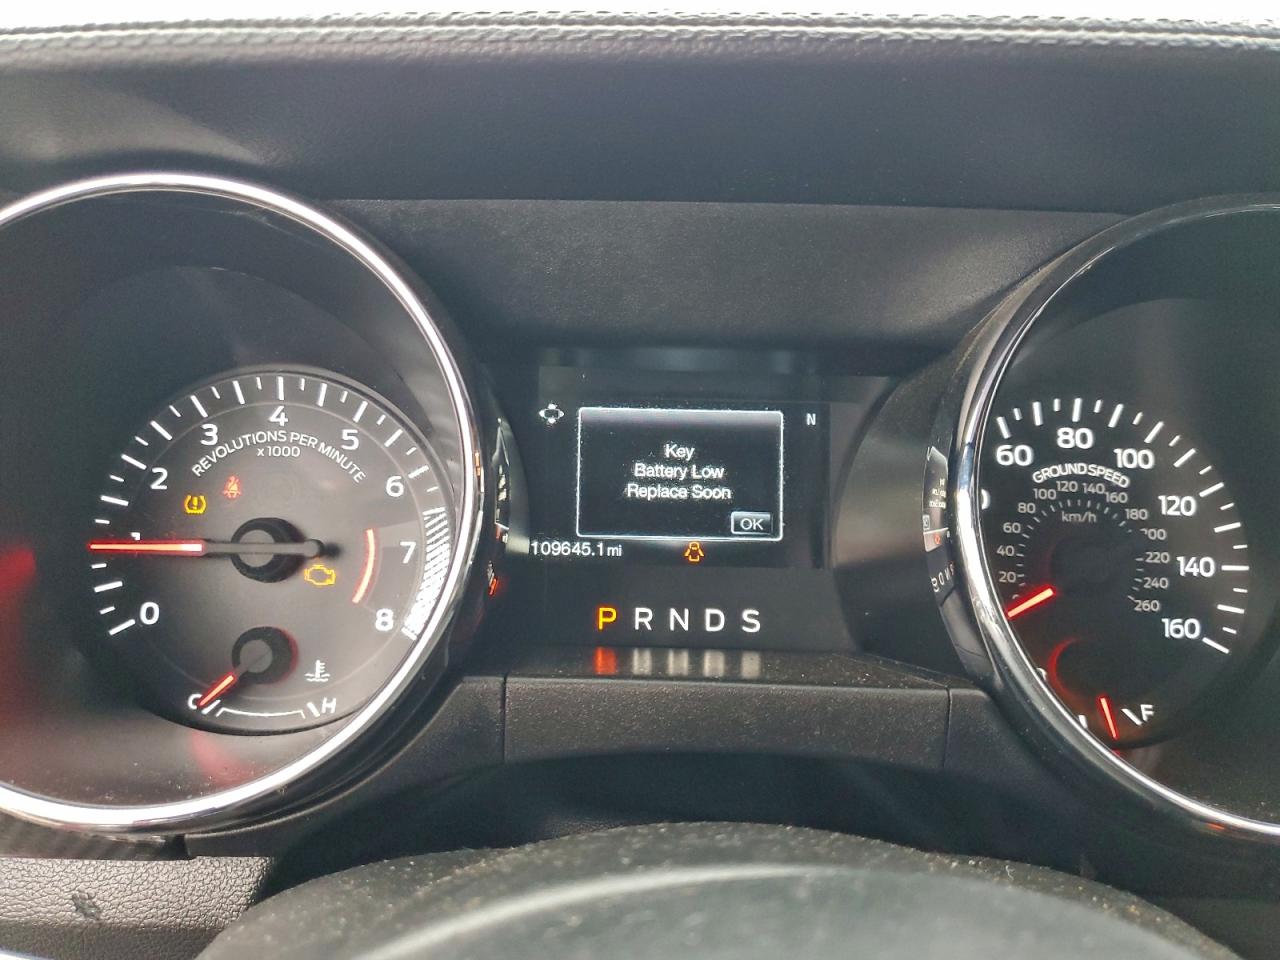 0
1
2
3
4
5
6
7
8
REVOLUTIONS PER MINUTE
x1000
C
H
N
Key
Battery Low
Replace Soon
OK
109645.1 mi
P R N D S
60
80
100
120
140
160
GROUND SPEED
km/h
20
40
60
80
100
120
140
160
180
200
220
240
260
F